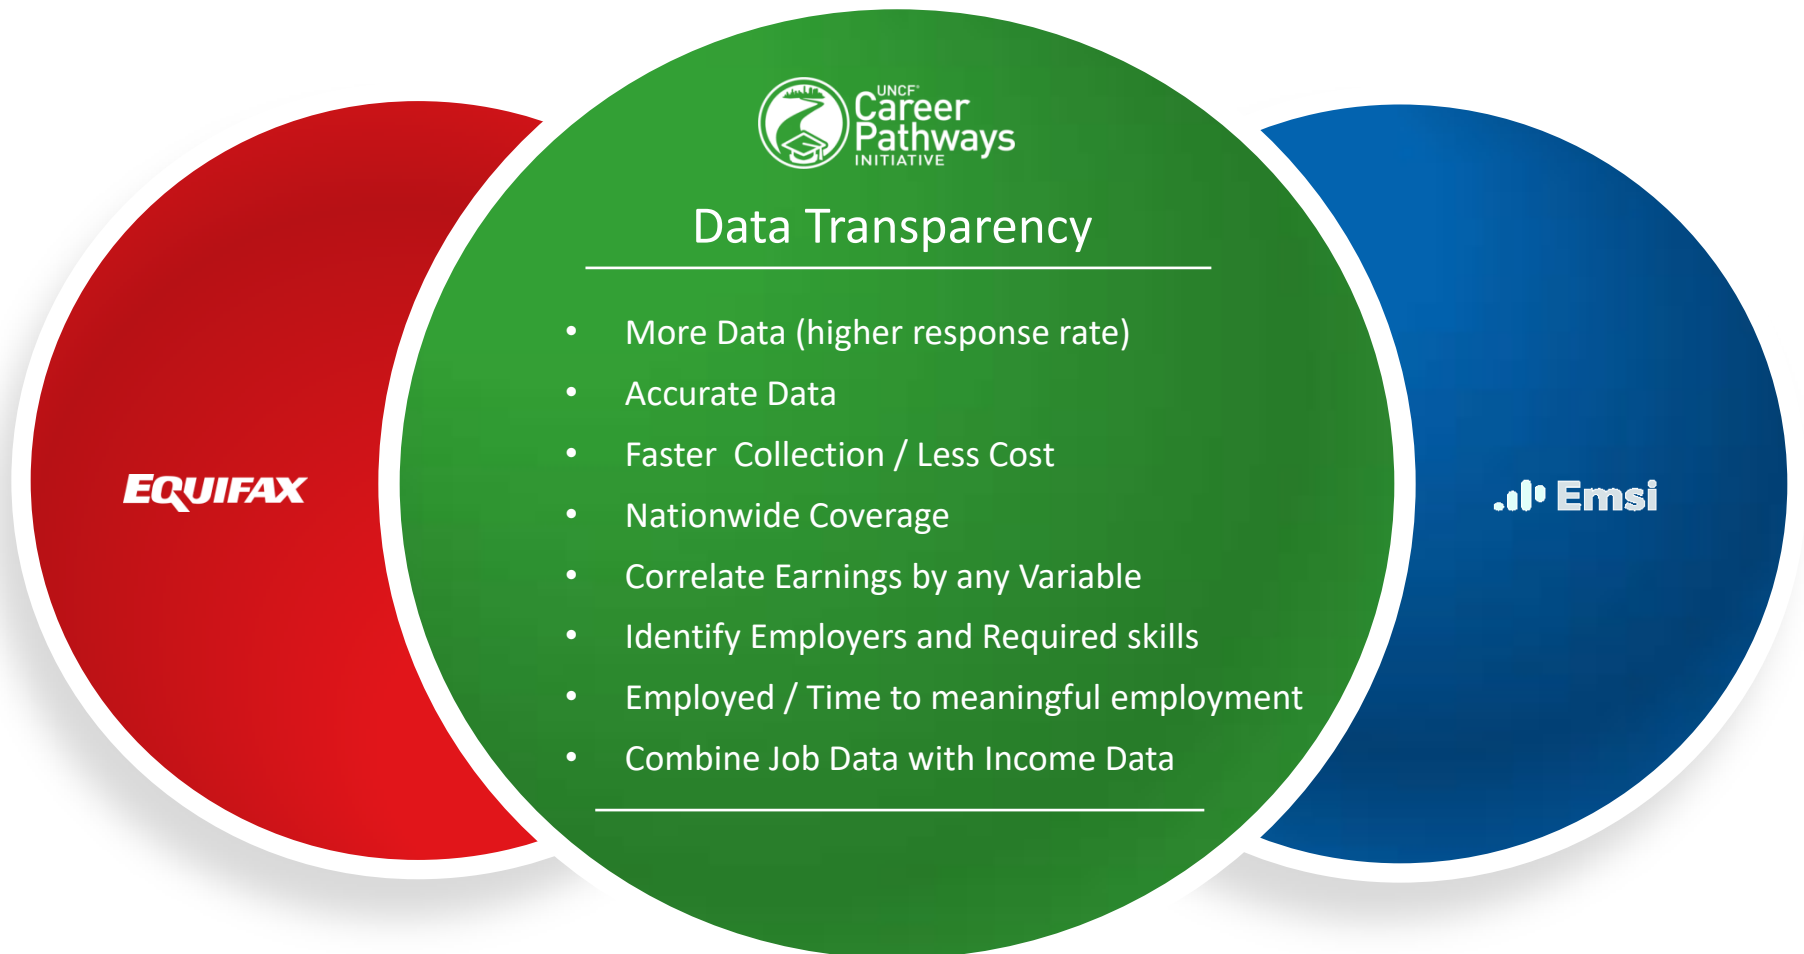 UNCF®
Career
Pathways
INITIATIVE
Data Transparency
• More Data (higher response rate)
• Accurate Data
• Faster  Collection / Less Cost
• Nationwide Coverage
• Correlate Earnings by any Variable
• Identify Employers and Required skills
• Employed / Time to meaningful employment
• Combine Job Data with Income Data
EQUIFAX
Emsi